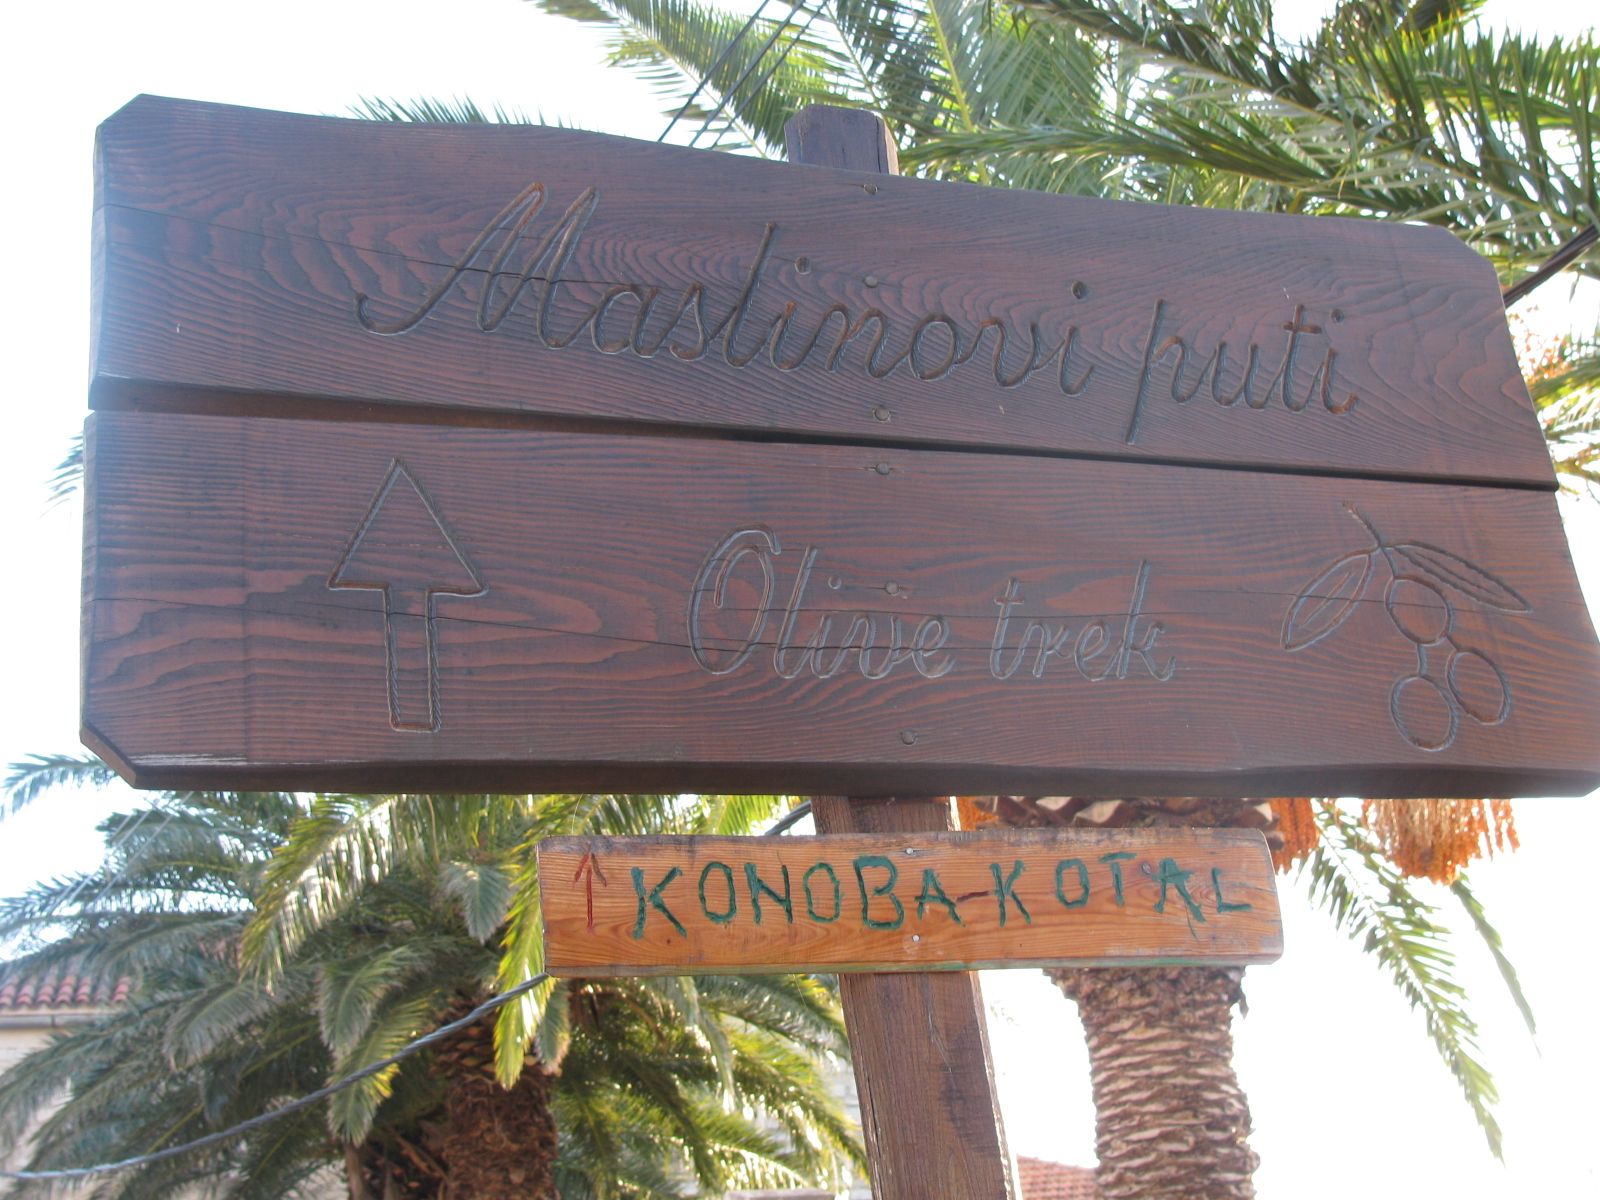 Maslinovi puti
Olive trek
KONOBA-KOTAL